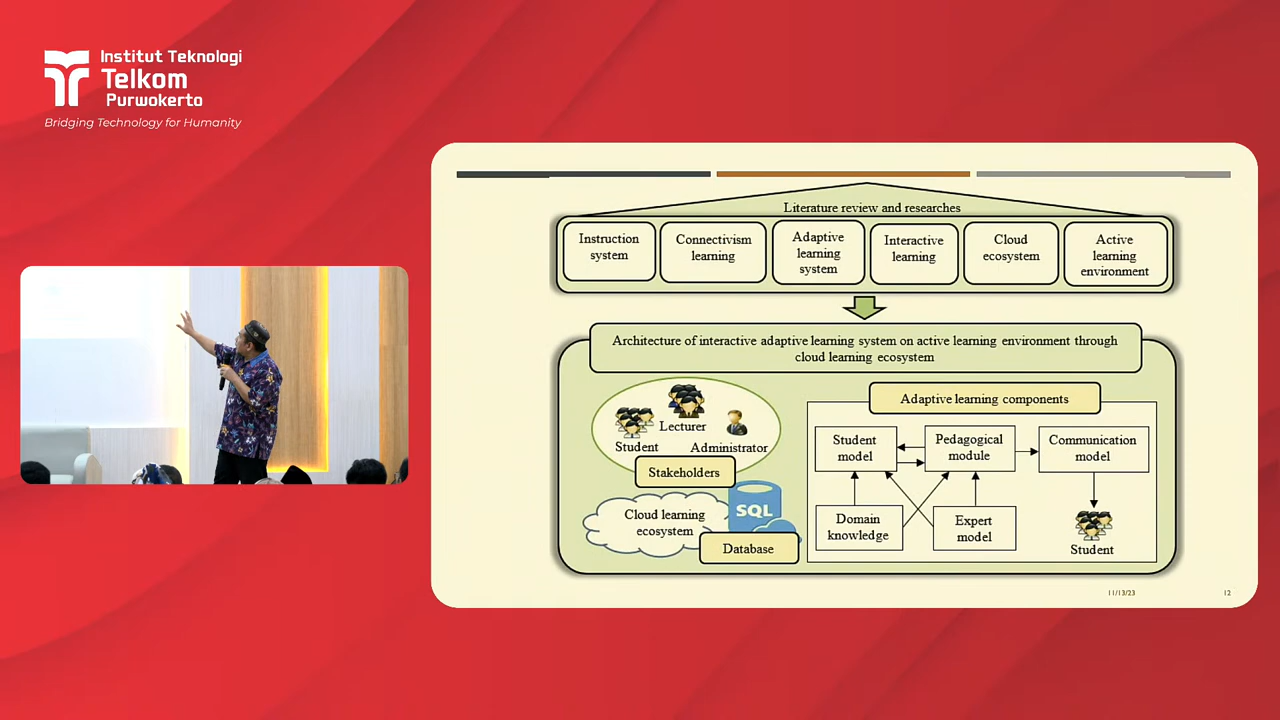 Institut Teknologi
Telkom
Purwokerto
Bridging Technology for Humanity
Literature review and researches
Instruction
system
Connectivism
learning
Adaptive
learning
system
Interactive
learning
Cloud
ecosystem
Active
learning
environment
Architecture of interactive adaptive learning system on active learning environment through
cloud learning ecosystem
Lecturer
Student
Administrator
Stakeholders
Cloud learning
ecosystem
SQL
Database
Adaptive learning components
Student
model
Pedagogical
module
Communication
model
Domain
knowledge
Expert
model
Student
11/13/23
12